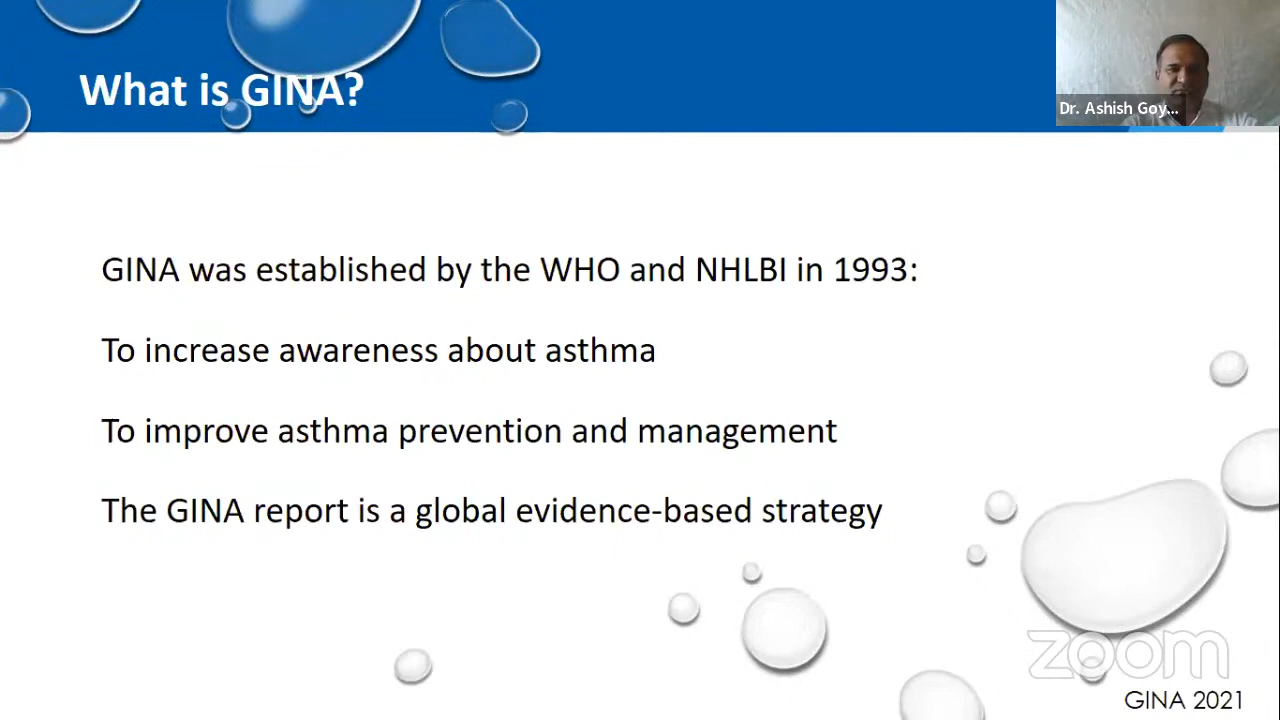 What is GINA?
Dr. Ashish Goy...
GINA was established by the WHO and NHLBI in 1993:
To increase awareness about asthma
To improve asthma prevention and management
The GINA report is a global evidence-based strategy
zoom
GINA 2021